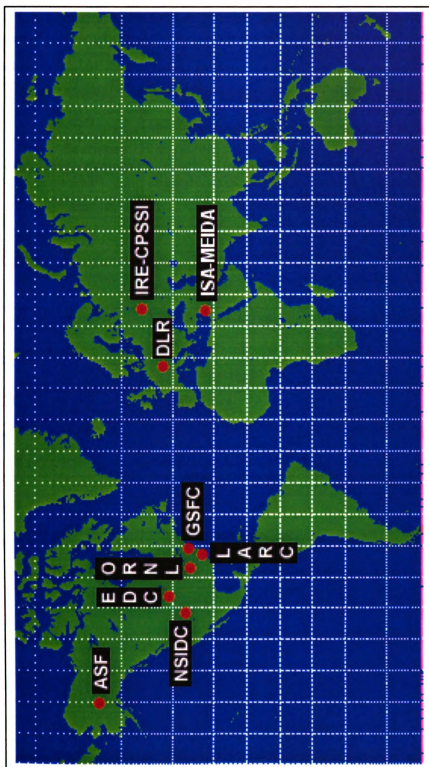 ASF
NSIDC
EDC
ORNL
GSFC
LARC
DLR
IRE-CPSSI
ISA-MEIDA